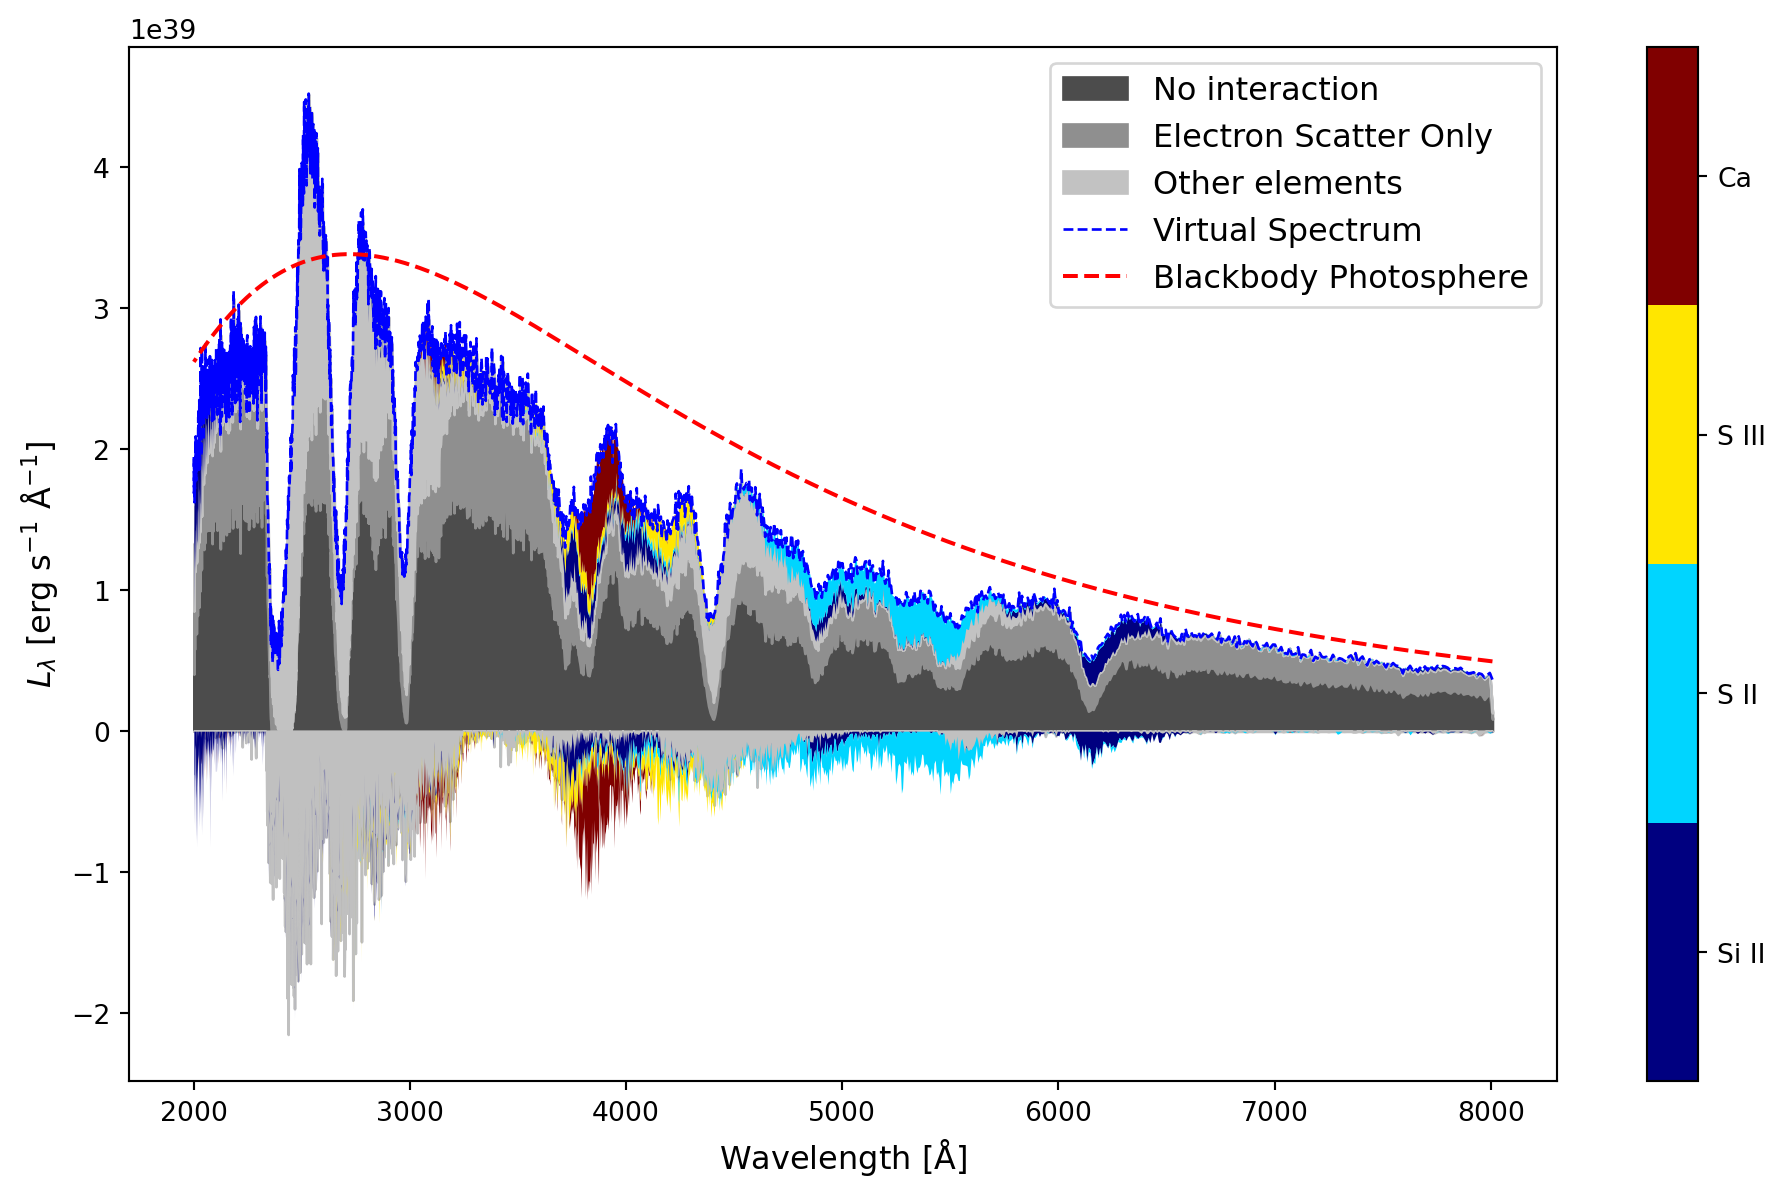 1e39
No interaction
Electron Scatter Only
Other elements
Virtual Spectrum
Blackbody Photosphere
4
3
2
1
0
−1
−2
L_λ [erg s⁻¹ Å⁻¹]
2000 3000 4000 5000 6000 7000 8000
Wavelength [Å]
Ca
S III
S II
Si II